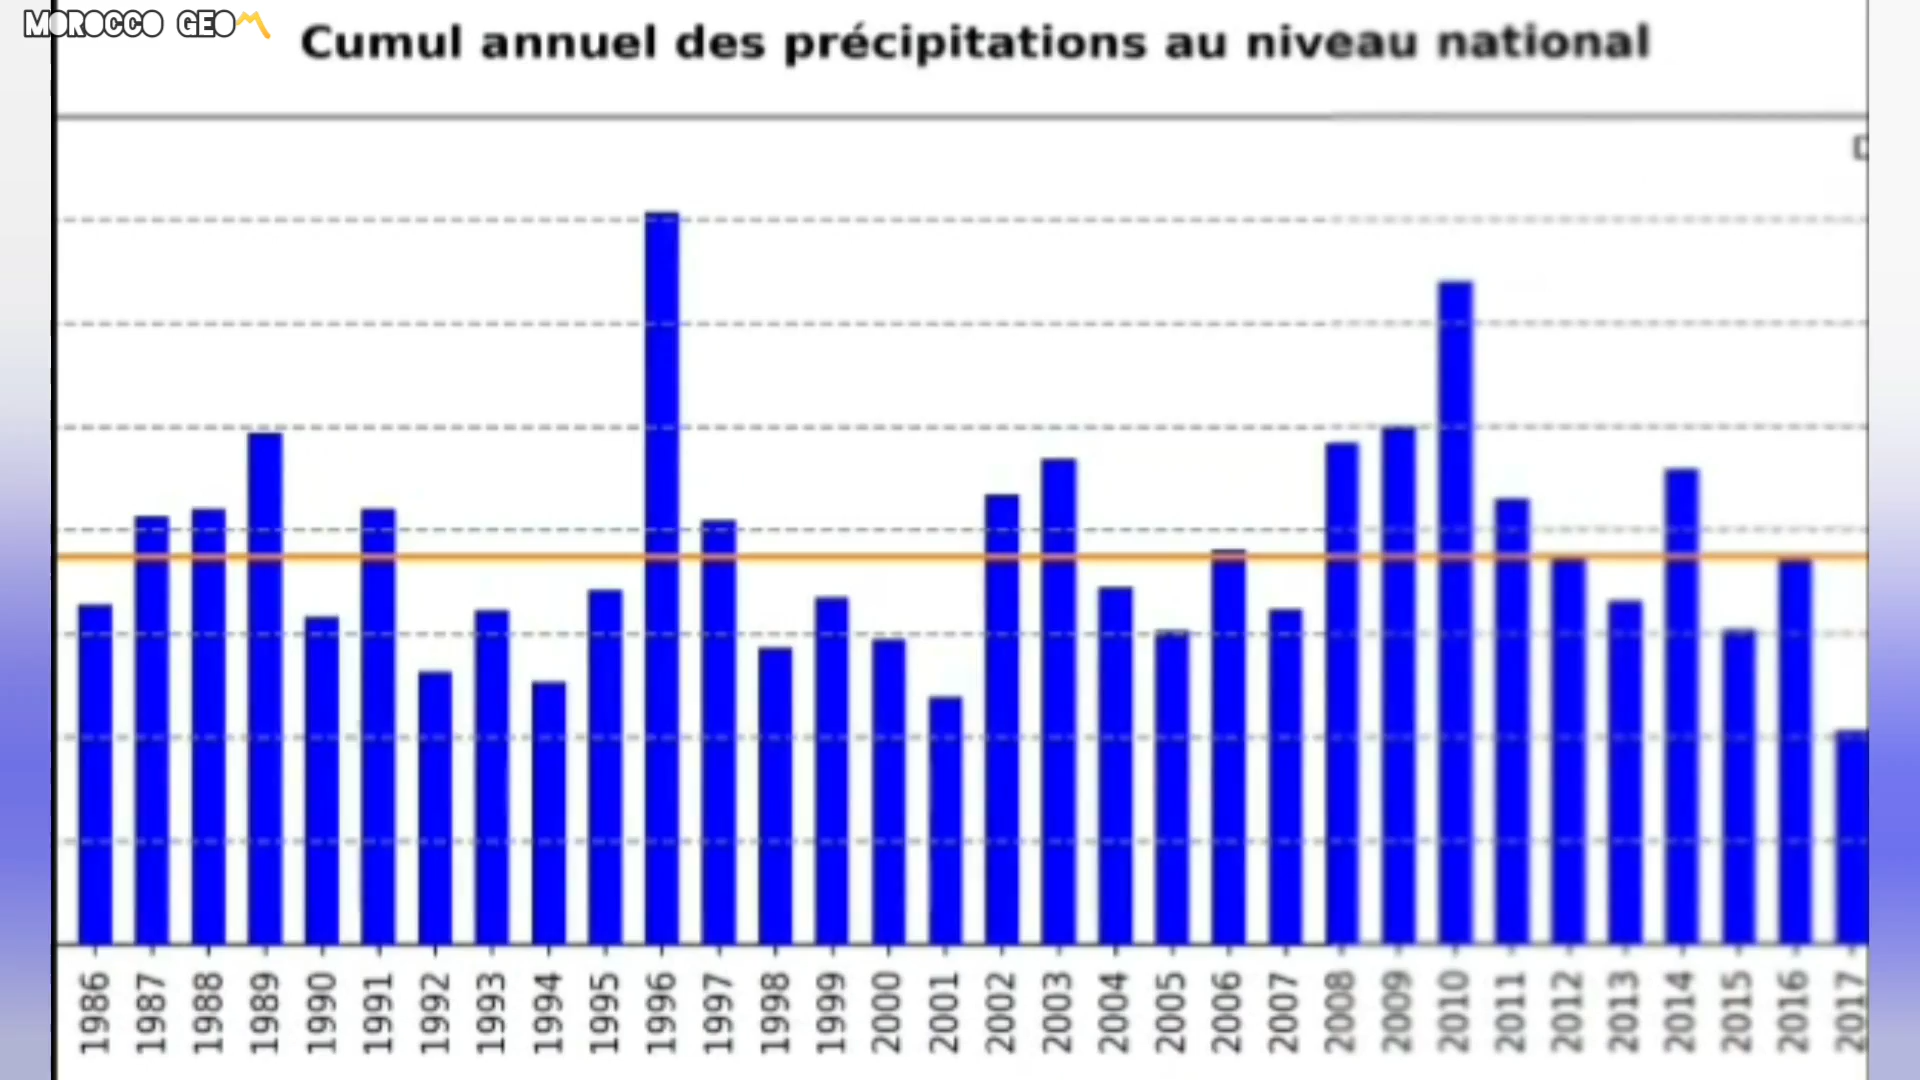 MOROCCO GEO
Cumul annuel des précipitations au niveau national
1986 1987 1988 1989 1990 1991 1992 1993 1994 1995 1996 1997 1998 1999 2000 2001 2002 2003 2004 2005 2006 2007 2008 2009 2010 2011 2012 2013 2014 2015 2016 2017